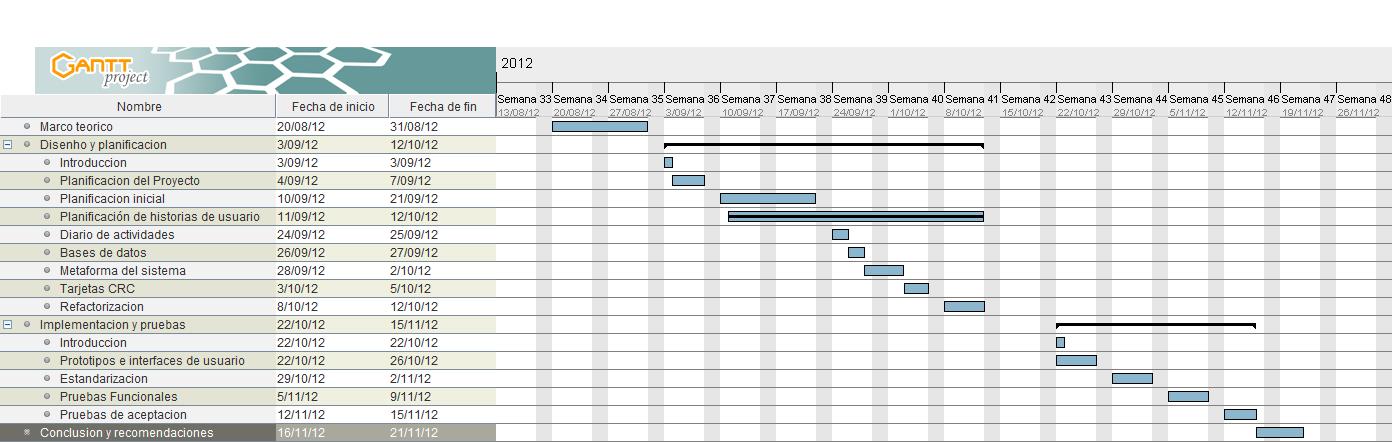 GANTT project
2012
Nombre Fecha de inicio Fecha de fin
Semana 33 Semana 34 Semana 35 Semana 36 Semana 37 Semana 38 Semana 39 Semana 40 Semana 41 Semana 42 Semana 43 Semana 44 Semana 45 Semana 46 Semana 47 Semana 48
13/08/12 20/08/12 27/08/12 3/09/12 10/09/12 17/09/12 24/09/12 1/10/12 8/10/12 15/10/12 22/10/12 29/10/12 5/11/12 12/11/12 19/11/12 26/11/12
Marco teorico 20/08/12 31/08/12
Disenho y planificacion 3/09/12 12/10/12
Introduccion 3/09/12 3/09/12
Planificacion del Proyecto 4/09/12 7/09/12
Planificacion inicial 10/09/12 21/09/12
Planificación de historias de usuario 11/09/12 12/10/12
Diario de actividades 24/09/12 25/09/12
Bases de datos 26/09/12 27/09/12
Metaforma del sistema 28/09/12 2/10/12
Tarjetas CRC 3/10/12 5/10/12
Refactorizacion 8/10/12 12/10/12
Implementacion y pruebas 22/10/12 15/11/12
Introduccion 22/10/12 22/10/12
Prototipos e interfaces de usuario 22/10/12 26/10/12
Estandarizacion 29/10/12 2/11/12
Pruebas Funcionales 5/11/12 9/11/12
Pruebas de aceptacion 12/11/12 15/11/12
Conclusion y recomendaciones 16/11/12 21/11/12